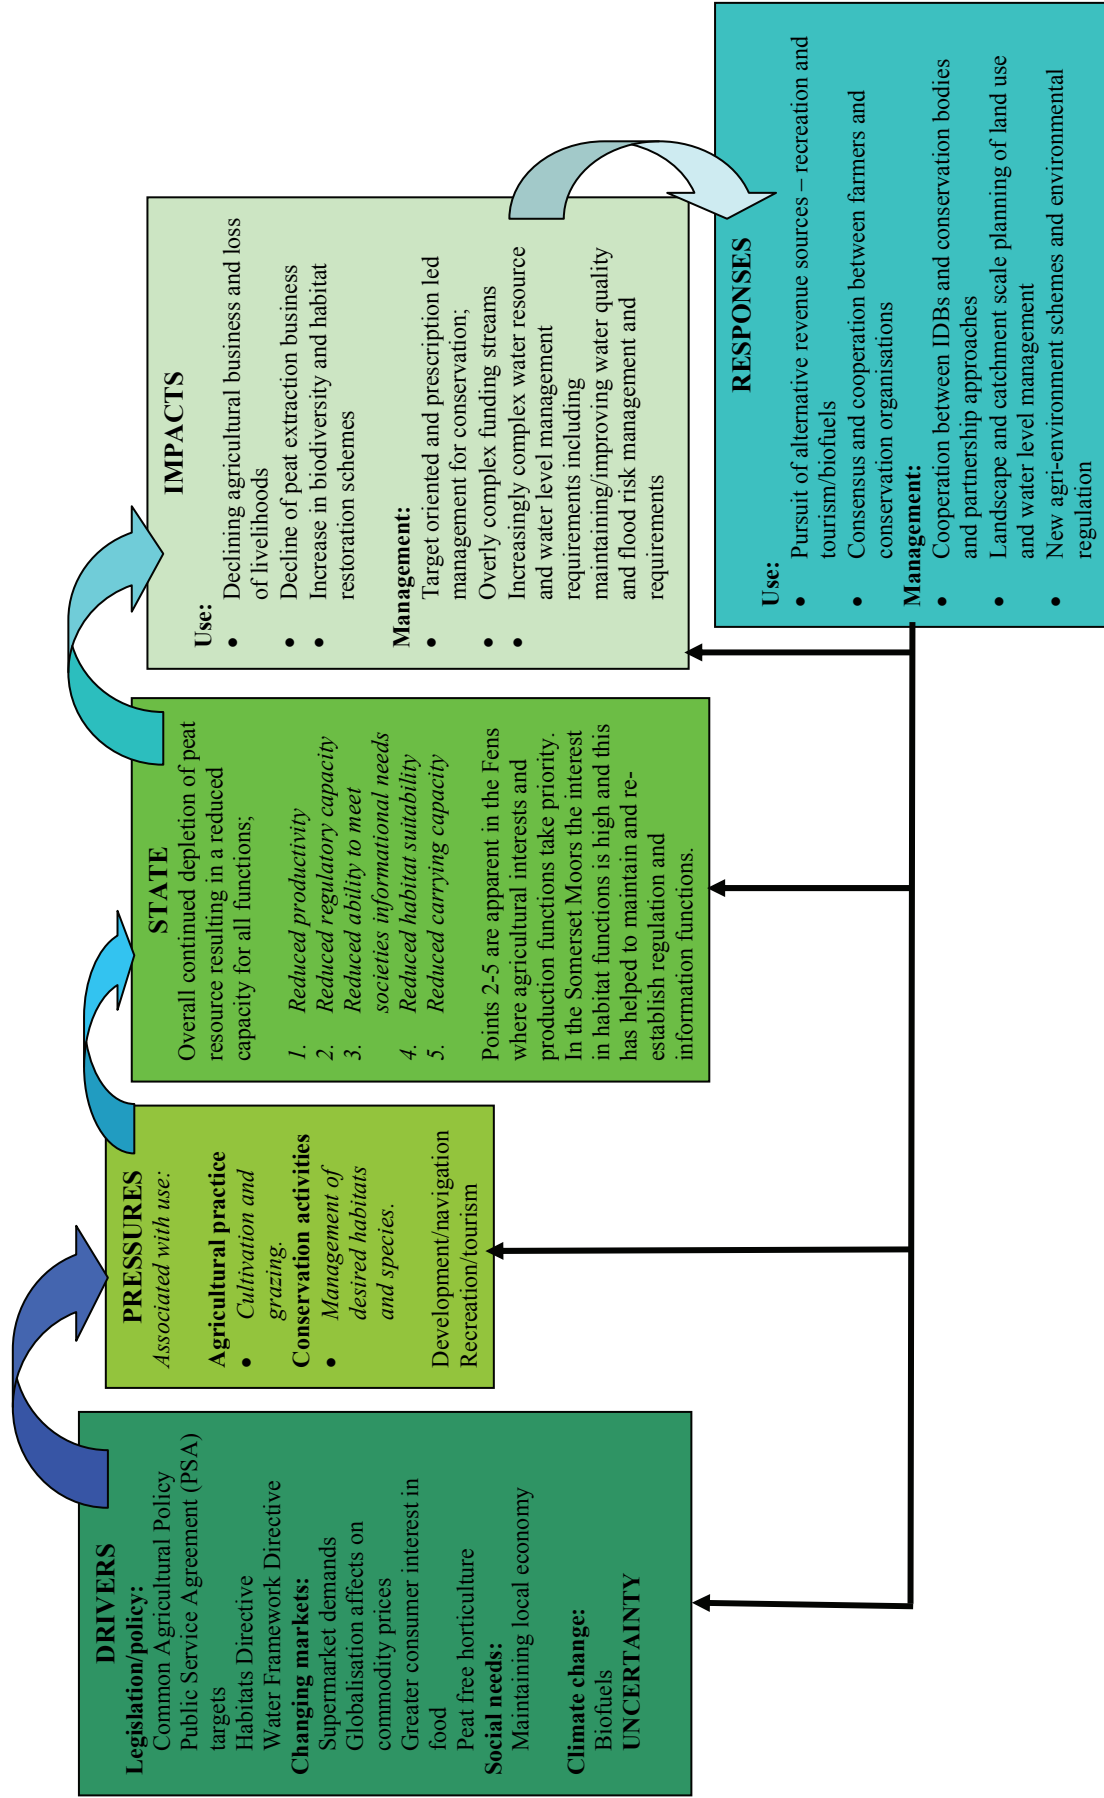 DRIVERS
Legislation/policy:
Common Agricultural Policy
Public Service Agreement (PSA)
targets
Habitats Directive
Water Framework Directive
Changing markets:
Supermarket demands
Globalisation affects on
commodity prices
Greater consumer interest in
food
Peat free horticulture
Social needs:
Maintaining local economy
Climate change:
Biofuels
UNCERTAINTY
PRESSURES
Associated with use:
Agricultural practice
• Cultivation and
grazing.
Conservation activities
• Management of
desired habitats
and species.
Development/navigation
Recreation/tourism
STATE
Overall continued depletion of peat
resource resulting in a reduced
capacity for all functions;
1. Reduced productivity
2. Reduced regulatory capacity
3. Reduced ability to meet
societies informational needs
4. Reduced habitat suitability
5. Reduced carrying capacity
Points 2-5 are apparent in the Fens
where agricultural interests and
production functions take priority.
In the Somerset Moors the interest
in habitat functions is high and this
has helped to maintain and re-
establish regulation and
information functions.
IMPACTS
Use:
• Declining agricultural business and loss
of livelihoods
• Decline of peat extraction business
• Increase in biodiversity and habitat
restoration schemes
Management:
• Target oriented and prescription led
management for conservation;
• Overly complex funding streams
• Increasingly complex water resource
and water level management
requirements including
maintaining/improving water quality
and flood risk management and
requirements
RESPONSES
Use:
• Pursuit of alternative revenue sources – recreation and
tourism/biofuels
• Consensus and cooperation between farmers and
conservation organisations
Management:
• Cooperation between IDBs and conservation bodies
and partnership approaches
• Landscape and catchment scale planning of land use
and water level management
• New agri-environment schemes and environmental
regulation